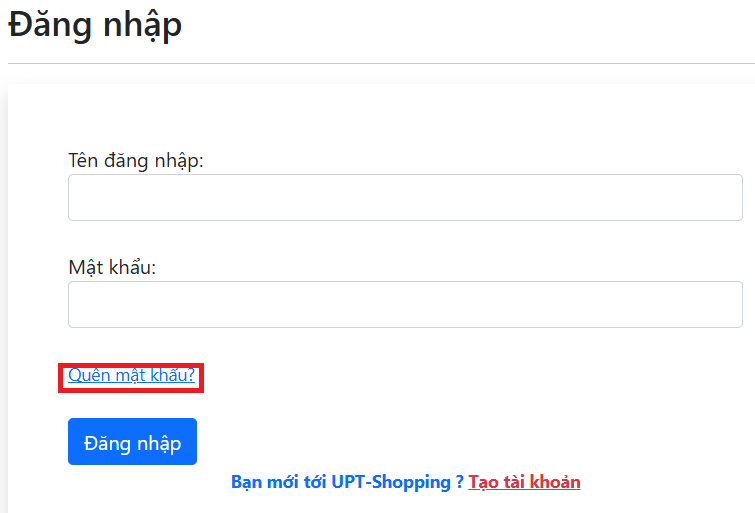 Đăng nhập
Tên đăng nhập:
Mật khẩu:
Quên mật khẩu?
Đăng nhập
Bạn mới tới UPT-Shopping ? Tạo tài khoản